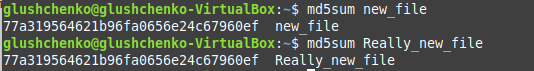 glushchenko@glushchenko-VirtualBox:~$ md5sum new_file
77a319564621b96fa0656e24c67960ef  new_file
glushchenko@glushchenko-VirtualBox:~$ md5sum Really_new_file
77a319564621b96fa0656e24c67960ef  Really_new_file